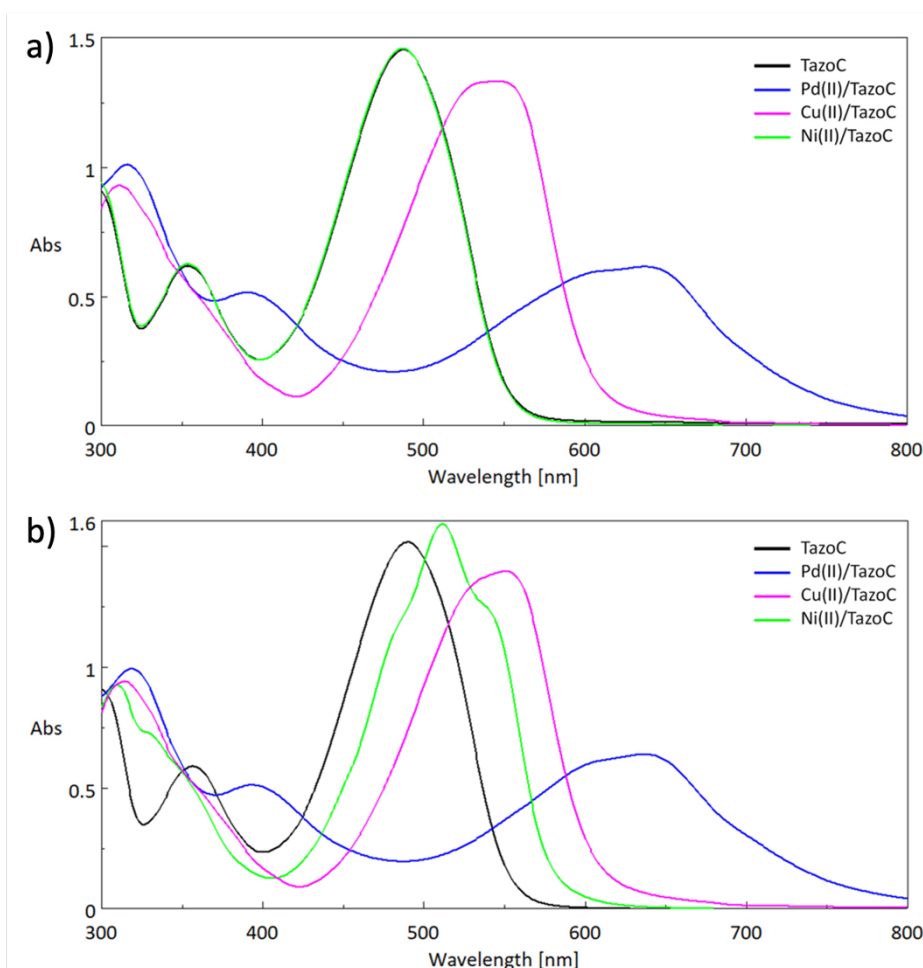 a)
1.5
1
Abs
0.5
0
300 400 500 600 700 800
Wavelength [nm]
TazoC
Pd(II)/TazoC
Cu(II)/TazoC
Ni(II)/TazoC
b)
1.6
1
Abs
0.5
0
300 400 500 600 700 800
Wavelength [nm]
TazoC
Pd(II)/TazoC
Cu(II)/TazoC
Ni(II)/TazoC